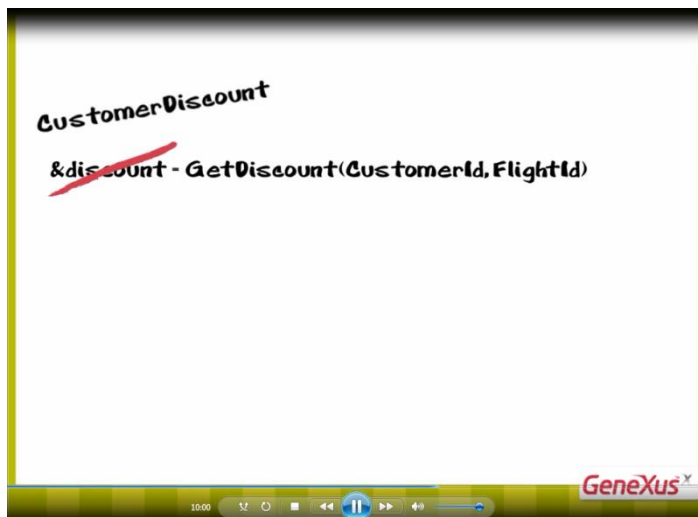 CustomerDiscount
&discount = GetDiscount(CustomerId, FlightId)
GeneXus X
10:00